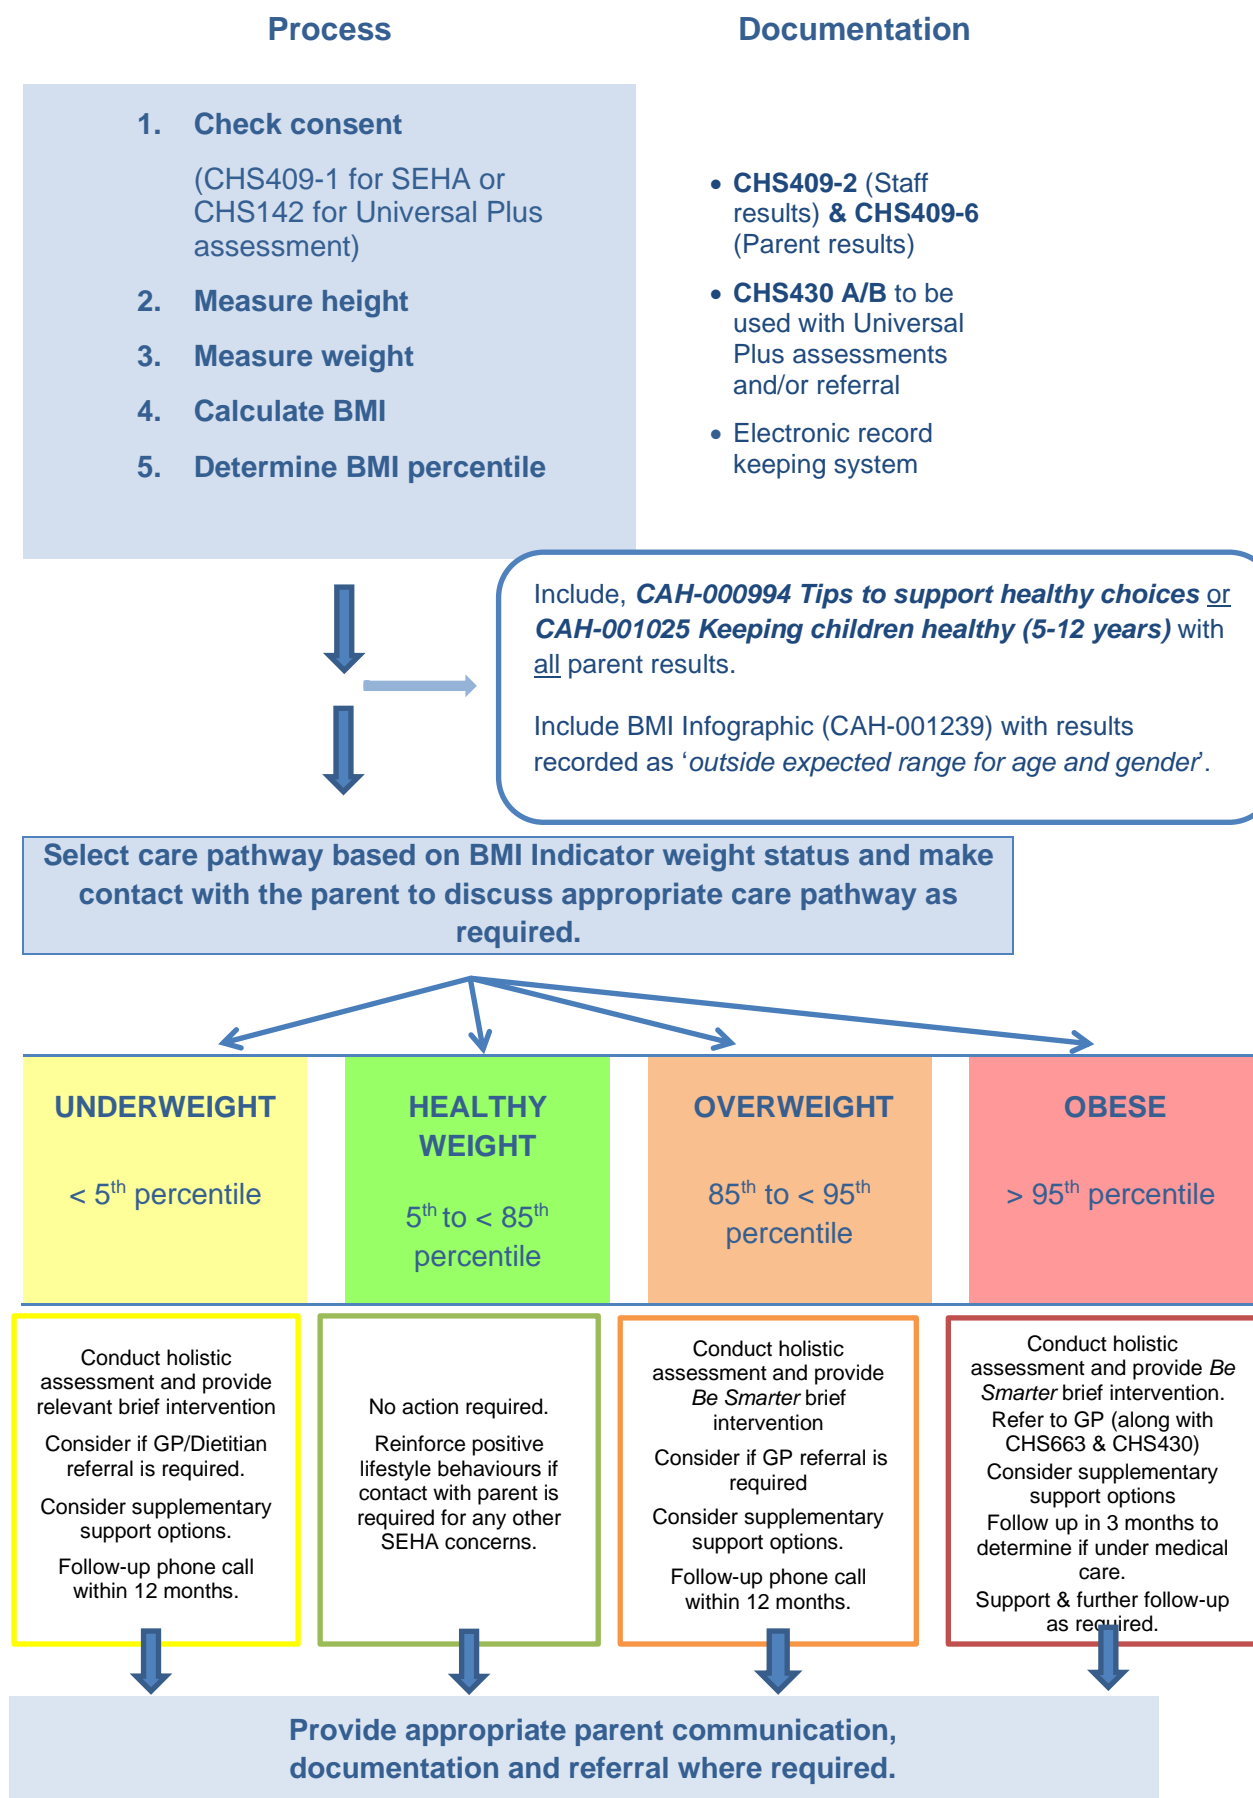 Process
Documentation
1. Check consent
(CHS409-1 for SEHA or
CHS142 for Universal Plus
assessment)
2. Measure height
3. Measure weight
4. Calculate BMI
5. Determine BMI percentile
• CHS409-2 (Staff
results) & CHS409-6
(Parent results)
• CHS430 A/B to be
used with Universal
Plus assessments
and/or referral
• Electronic record
keeping system
Include, CAH-000994 Tips to support healthy choices or
CAH-001025 Keeping children healthy (5-12 years) with
all parent results.
Include BMI Infographic (CAH-001239) with results
recorded as ‘outside expected range for age and gender’.
Select care pathway based on BMI Indicator weight status and make
contact with the parent to discuss appropriate care pathway as
required.
UNDERWEIGHT
< 5th percentile
HEALTHY
WEIGHT
5th to < 85th
percentile
OVERWEIGHT
85th to < 95th
percentile
OBESE
> 95th percentile
Conduct holistic
assessment and provide
relevant brief intervention
Consider if GP/Dietitian
referral is required.
Consider supplementary
support options.
Follow-up phone call
within 12 months.
No action required.
Reinforce positive
lifestyle behaviours if
contact with parent is
required for any other
SEHA concerns.
Conduct holistic
assessment and provide
Be Smarter brief
intervention
Consider if GP referral is
required
Consider supplementary
support options.
Follow-up phone call
within 12 months.
Conduct holistic
assessment and provide Be
Smarter brief intervention.
Refer to GP (along with
CHS663 & CHS430)
Consider supplementary
support options
Follow up in 3 months to
determine if under medical
care.
Support & further follow-up
as required.
Provide appropriate parent communication,
documentation and referral where required.